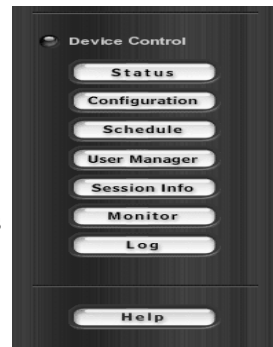 Device Control
Status
Configuration
Schedule
User Manager
Session Info
Monitor
Log
Help